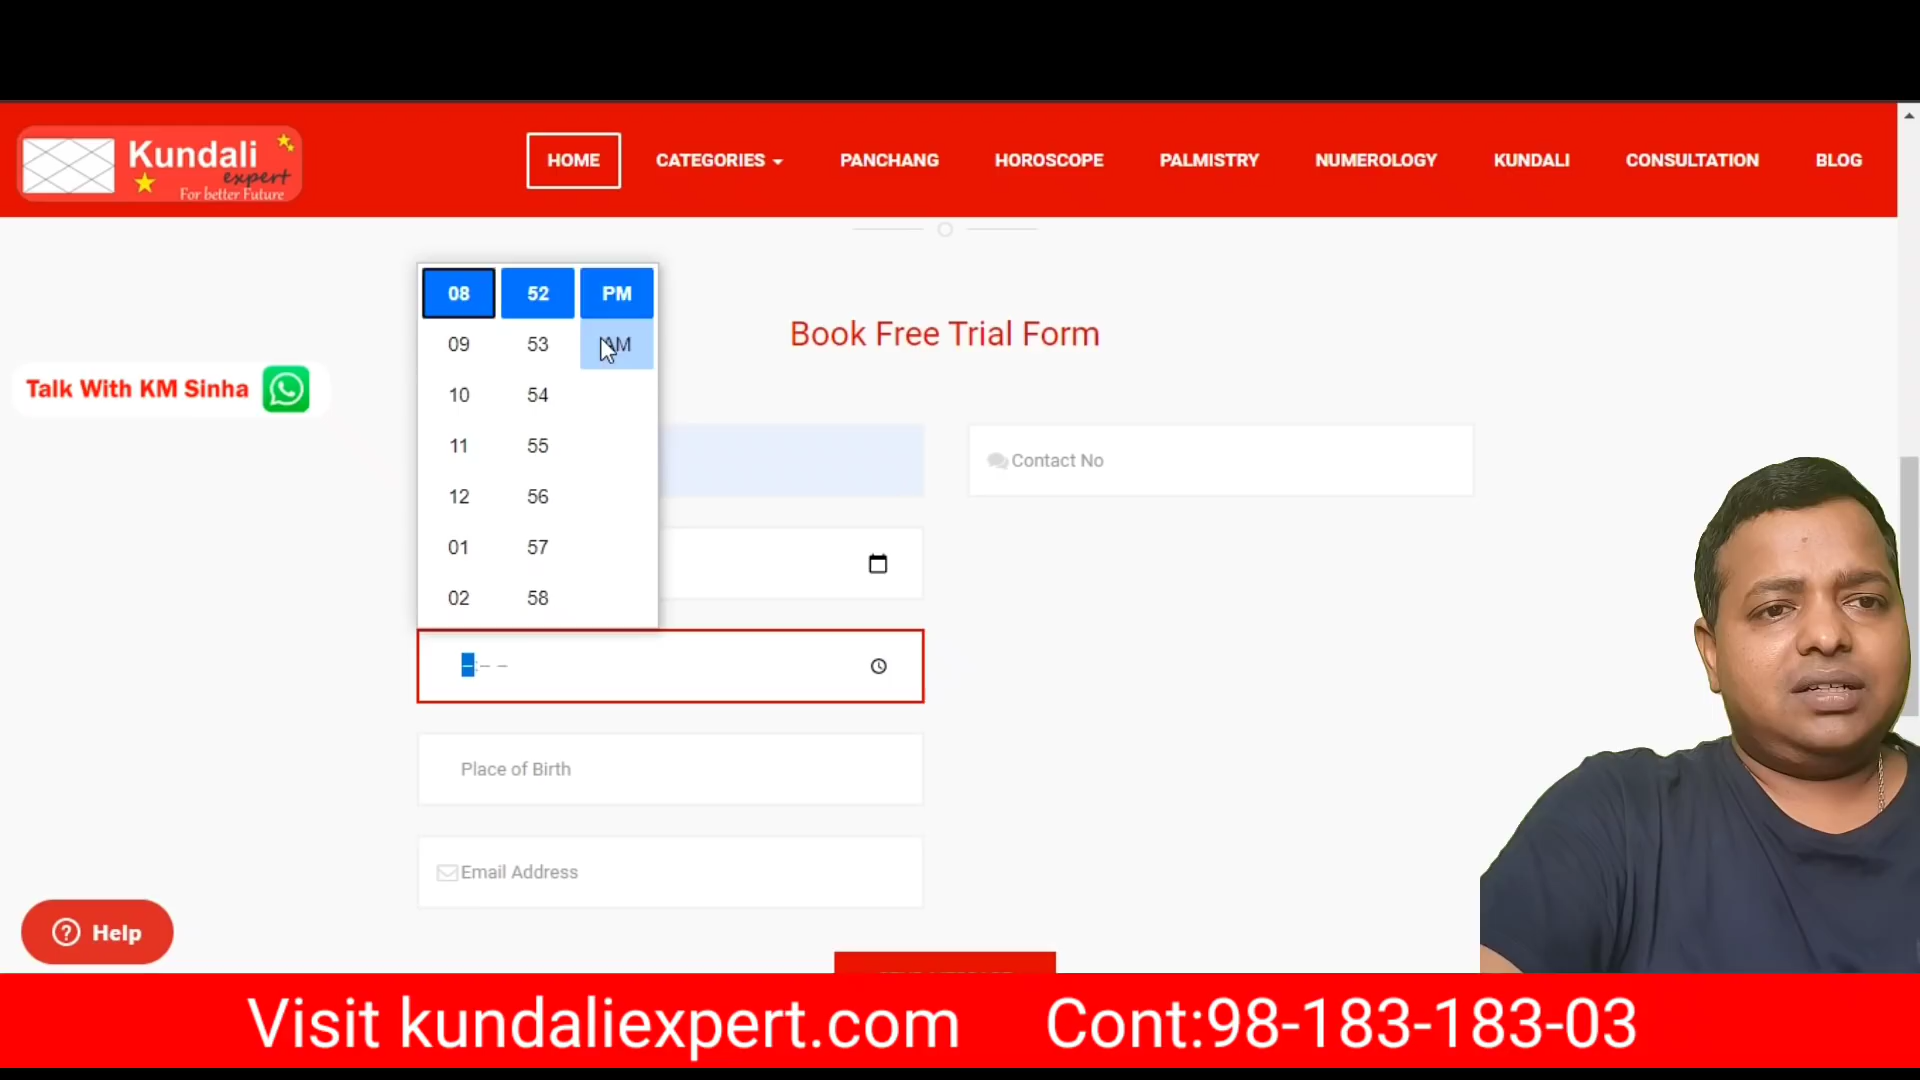 Kundali
expert
For better Future
HOME CATEGORIES PANCHANG HOROSCOPE PALMISTRY NUMEROLOGY KUNDALI CONSULTATION BLOG
08 52 PM
09 53 AM
10 54
11 55
12 56
01 57
02 58
Book Free Trial Form
Talk With KM Sinha
Contact No
Place of Birth
Email Address
Help
Visit kundaliexpert.com Cont:98-183-183-03